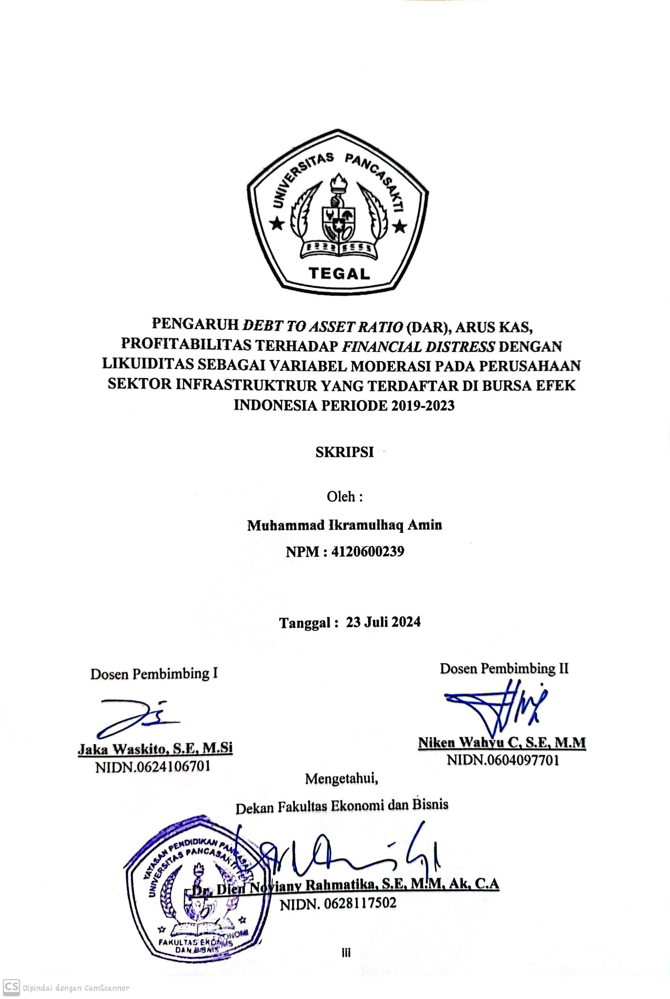 UNIVERSITAS PANCASAKTI
TEGAL
PENGARUH DEBT TO ASSET RATIO (DAR), ARUS KAS,
PROFITABILITAS TERHADAP FINANCIAL DISTRESS DENGAN
LIKUIDITAS SEBAGAI VARIABEL MODERASI PADA PERUSAHAAN
SEKTOR INFRASTRUKTRUR YANG TERDAFTAR DI BURSA EFEK
INDONESIA PERIODE 2019-2023
SKRIPSI
Oleh :
Muhammad Ikramulhaq Amin
NPM : 4120600239
Tanggal : 23 Juli 2024
Dosen Pembimbing I
Dosen Pembimbing II
Jaka Waskito, S.E, M.Si
NIDN.0624106701
Niken Wahyu C, S.E, M.M
NIDN.0604097701
Mengetahui,
Dekan Fakultas Ekonomi dan Bisnis
YAYASAN PENDIDIKAN PANCASAKTI
UNIVERSITAS PANCASAKTI
Dr. Dien Noviany Rahmatika, S.E, M.M, Ak, C.A
NIDN. 0628117502
FAKULTAS EKONOMI
DAN BISNIS
iii
CS Dipindai dengan CamScanner